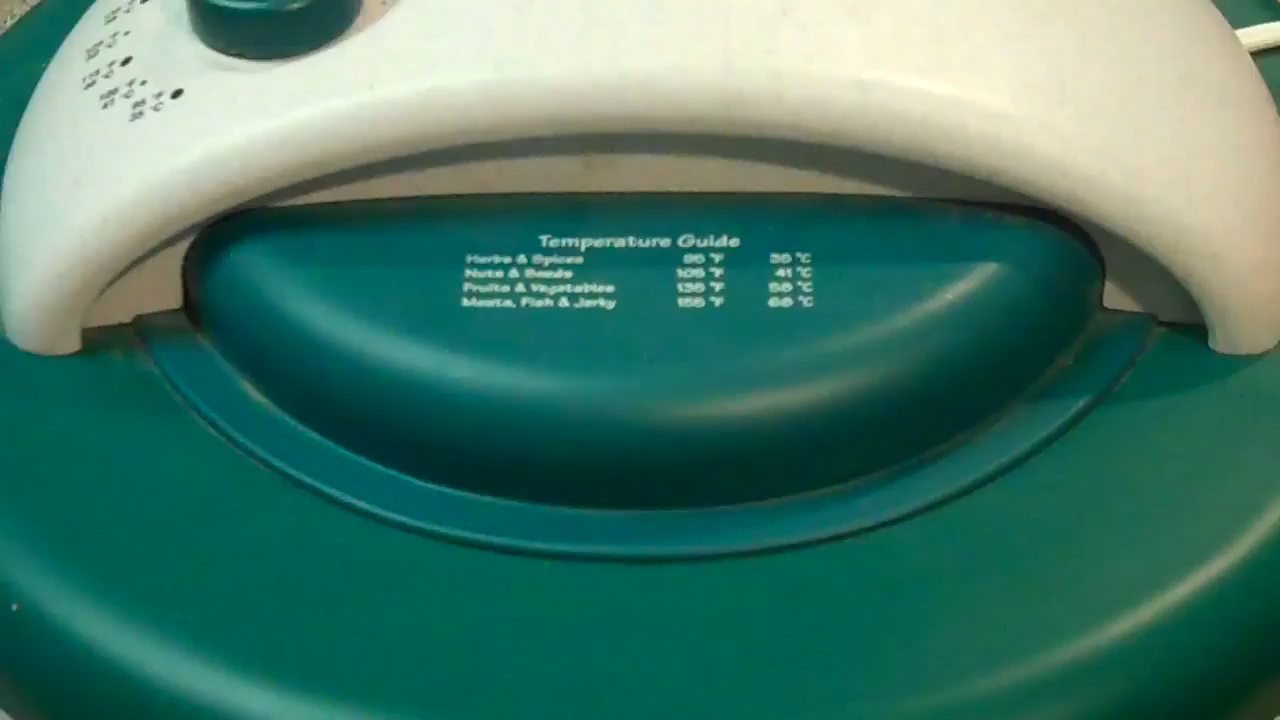 Temperature Guide
Herbs & Spices 95 °F 35 °C
Nuts & Seeds 105 °F 41 °C
Fruits & Vegetables 135 °F 58 °C
Meats, Fish & Jerky 155 °F 68 °C